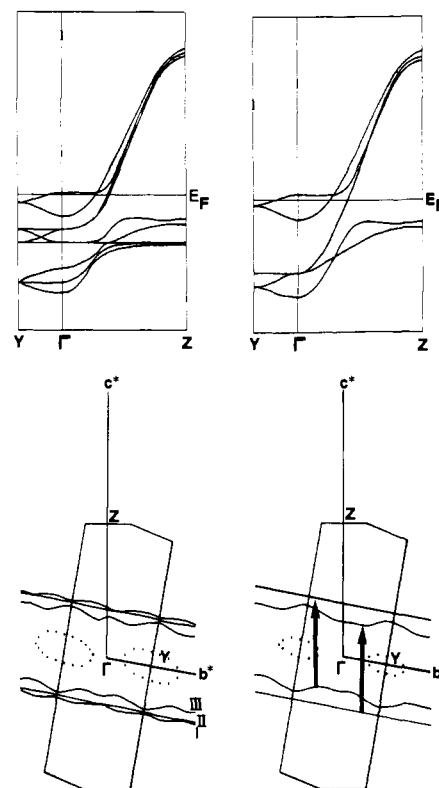 E_F E_F
Y Γ Z Y Γ Z
c* c*
Z Z
Y Y
Γ b* Γ b
III
II
I